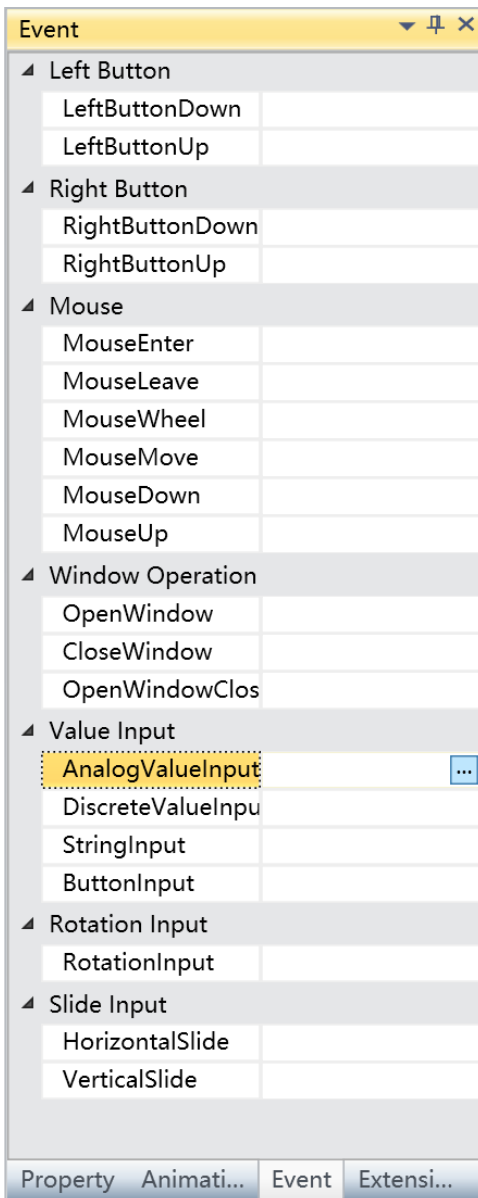 Event
Left Button
LeftButtonDown
LeftButtonUp
Right Button
RightButtonDown
RightButtonUp
Mouse
MouseEnter
MouseLeave
MouseWheel
MouseMove
MouseDown
MouseUp
Window Operation
OpenWindow
CloseWindow
OpenWindowClos
Value Input
AnalogValueInput
...
DiscreteValueInpu
StringInput
ButtonInput
Rotation Input
RotationInput
Slide Input
HorizontalSlide
VerticalSlide
Property Animati... Event Extensi...